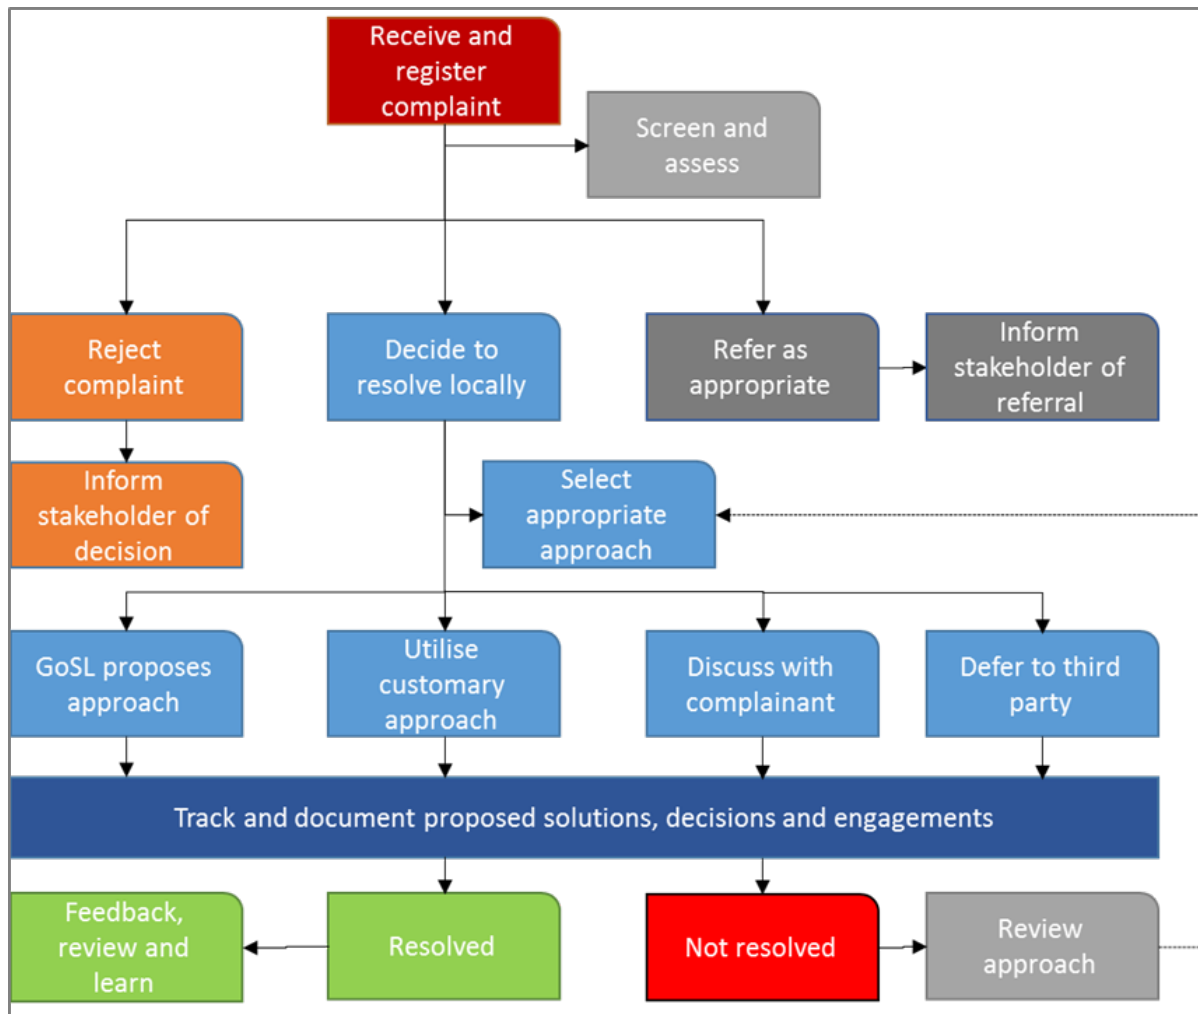 Receive and
register
complaint
Screen and
assess
Reject
complaint
Decide to
resolve locally
Refer as
appropriate
Inform
stakeholder of
referral
Inform
stakeholder of
decision
Select
appropriate
approach
GoSL proposes
approach
Utilise
customary
approach
Discuss with
complainant
Defer to third
party
Track and document proposed solutions, decisions and engagements
Feedback,
review and
learn
Resolved
Not resolved
Review
approach